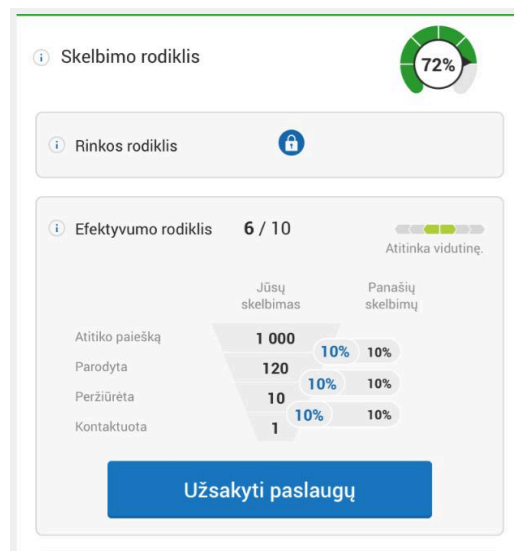 Skelbimo rodiklis
72%
Rinkos rodiklis
Efektyvumo rodiklis 6 / 10
Atitinka vidutinę.
Jūsų skelbimas
Panašių skelbimų
Atitiko paiešką 1 000
10% 10%
Parodyta 120
10% 10%
Peržiūrėta 10
10% 10%
Kontaktuota 1
Užsakyti paslaugų